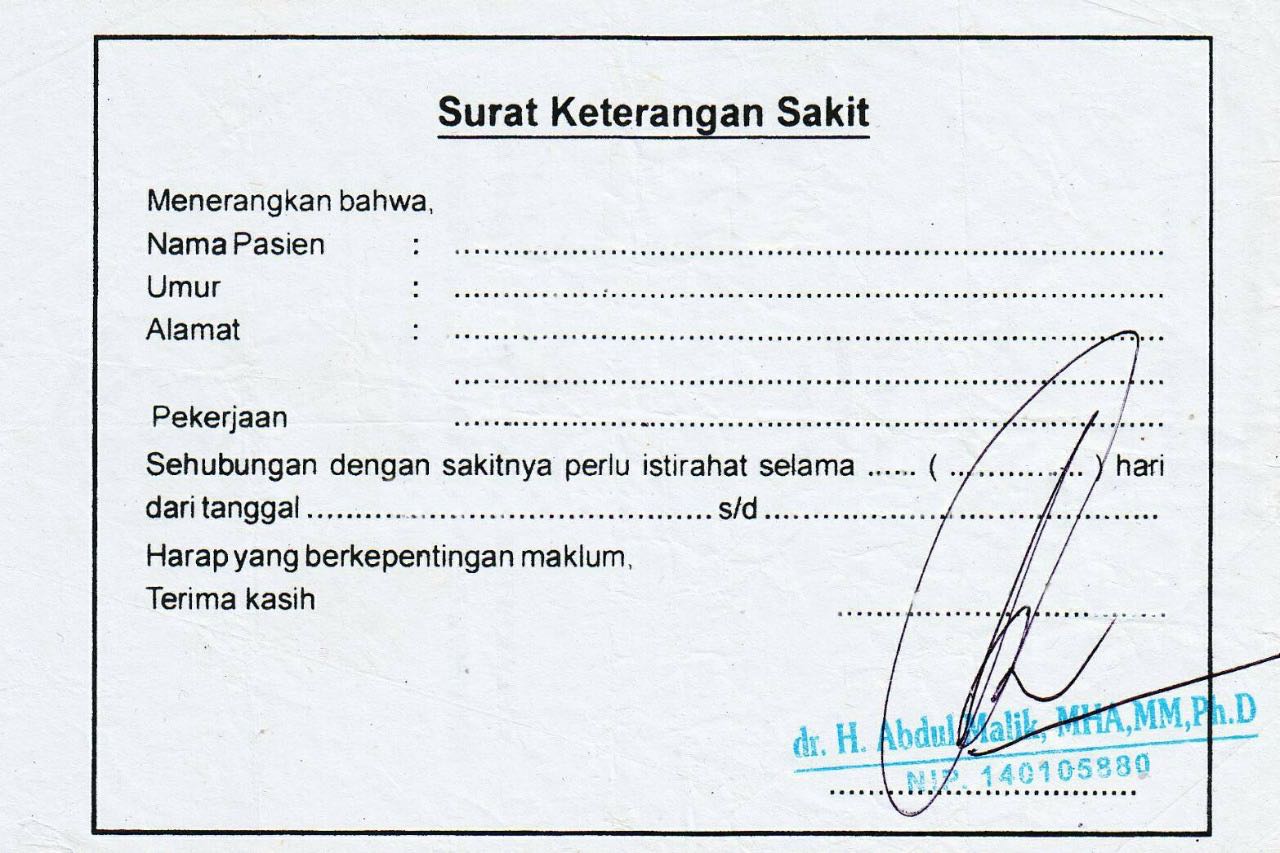 Surat Keterangan Sakit
Menerangkan bahwa,
Nama Pasien : ..........................................................................
Umur : ..........................................................................
Alamat : ..........................................................................
..........................................................................
Pekerjaan ..........................................................................
Sehubungan dengan sakitnya perlu istirahat selama ...... ( ................ ) hari
dari tanggal .......................................... s/d ..........................................
Harap yang berkepentingan maklum,
Terima kasih ..................................
dr. H. Abdul Malik, MHA,MM,Ph.D
NIP. 140105880
................................